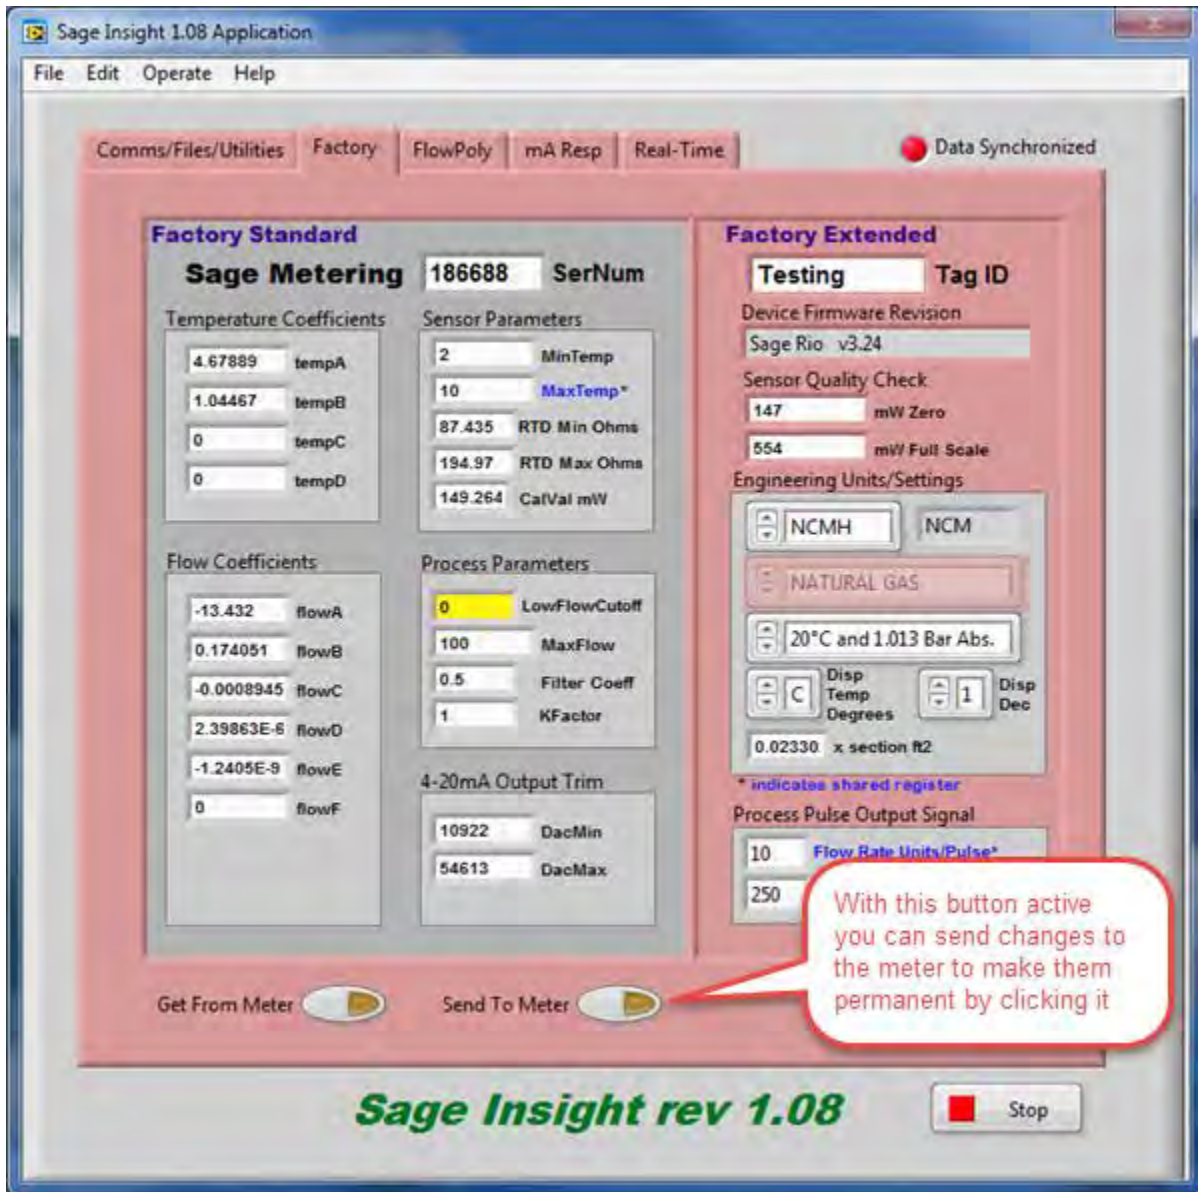 Sage Insight 1.08 Application
File Edit Operate Help
Comms/Files/Utilities Factory FlowPoly mA Resp Real-Time Data Synchronized
Factory Standard
Sage Metering 186688 SerNum
Temperature Coefficients
4.67889 tempA
1.04467 tempB
0 tempC
0 tempD
Sensor Parameters
2 MinTemp
10 MaxTemp*
87.435 RTD Min Ohms
194.97 RTD Max Ohms
149.264 CalVal mW
Flow Coefficients
-13.432 flowA
0.174051 flowB
-0.0008945 flowC
2.39863E-6 flowD
-1.2405E-9 flowE
0 flowF
Process Parameters
0 LowFlowCutoff
100 MaxFlow
0.5 Filter Coeff
1 KFactor
4-20mA Output Trim
10922 DacMin
54613 DacMax
Factory Extended
Testing Tag ID
Device Firmware Revision
Sage Rio v3.24
Sensor Quality Check
147 mW Zero
554 mW Full Scale
Engineering Units/Settings
NCMH NCM
NATURAL GAS
20°C and 1.013 Bar Abs.
C Disp Temp Degrees
1 Disp Dec
0.02330 x section ft2
* indicates shared register
Process Pulse Output Signal
10 Flow Rate Units/Pulse*
250
With this button active
you can send changes to
the meter to make them
permanent by clicking it
Get From Meter Send To Meter
Sage Insight rev 1.08
Stop